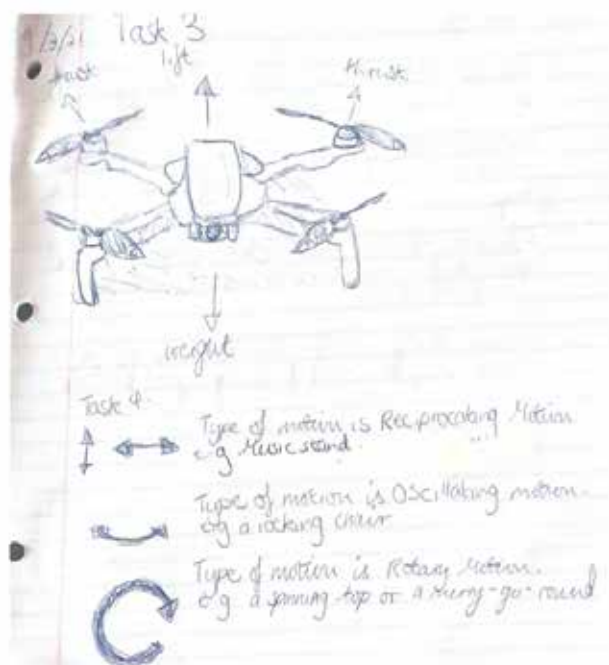 Task 3
lift
thrust
weight
Task 4
Type of motion is Reciprocating Motion
e.g Music stand.
Type of motion is Oscillating motion.
e.g a rocking chair
Type of motion is Rotary Motion.
e.g a spinning top or a merry-go-round